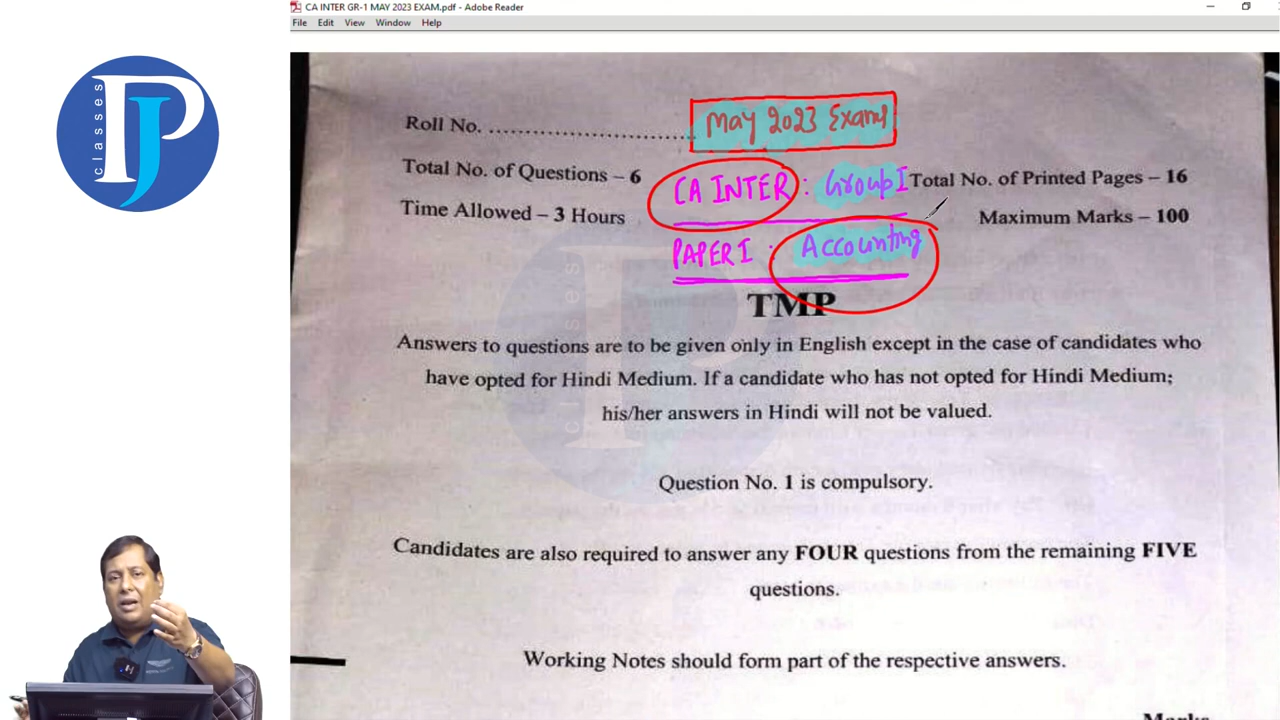 CA INTER GR-1 MAY 2023 EXAM.pdf - Adobe Reader
File Edit View Window Help
classes
PJ
Roll No. ....................................
May 2023 Exam
Total No. of Questions – 6
CA INTER : Group I
Total No. of Printed Pages – 16
Time Allowed – 3 Hours
Maximum Marks – 100
PAPER I : Accounting
TMP
Answers to questions are to be given only in English except in the case of candidates who
have opted for Hindi Medium. If a candidate who has not opted for Hindi Medium;
his/her answers in Hindi will not be valued.
classes
Question No. 1 is compulsory.
Candidates are also required to answer any FOUR questions from the remaining FIVE
questions.
Working Notes should form part of the respective answers.
Marks